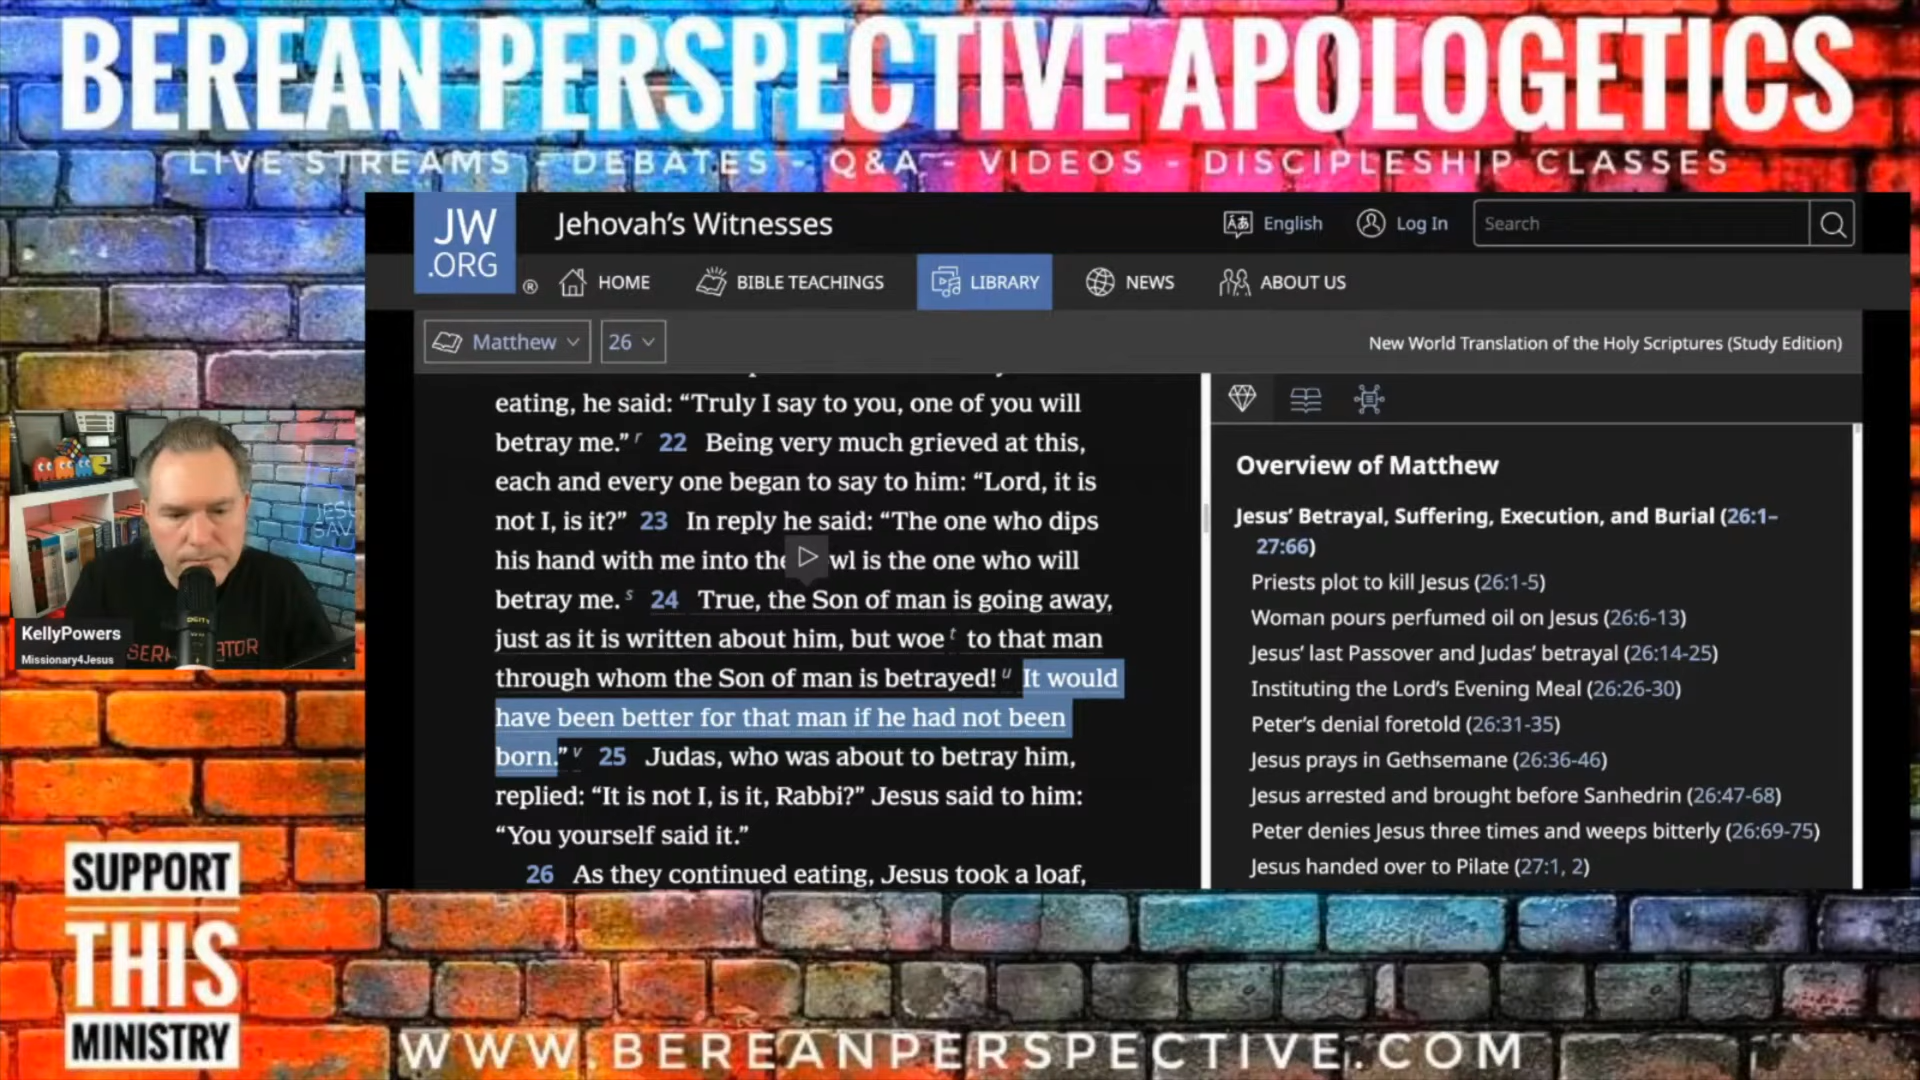 BEREAN PERSPECTIVE APOLOGETICS
LIVE STREAMS - DEBATES - Q&A - VIDEOS - DISCIPLESHIP CLASSES
JW
.ORG
®
Jehovah's Witnesses
English
Log In
Search
HOME
BIBLE TEACHINGS
LIBRARY
NEWS
ABOUT US
Matthew
26
New World Translation of the Holy Scriptures (Study Edition)
eating, he said: “Truly I say to you, one of you will
betray me.” r 22 Being very much grieved at this,
each and every one began to say to him: “Lord, it is
not I, is it?” 23 In reply he said: “The one who dips
his hand with me into the wl is the one who will
betray me. s 24 True, the Son of man is going away,
just as it is written about him, but woe t to that man
through whom the Son of man is betrayed! u It would
have been better for that man if he had not been
born.” v 25 Judas, who was about to betray him,
replied: “It is not I, is it, Rabbi?” Jesus said to him:
“You yourself said it.”
26 As they continued eating, Jesus took a loaf,
Overview of Matthew
Jesus’ Betrayal, Suffering, Execution, and Burial (26:1–
27:66)
Priests plot to kill Jesus (26:1-5)
Woman pours perfumed oil on Jesus (26:6-13)
Jesus’ last Passover and Judas’ betrayal (26:14-25)
Instituting the Lord’s Evening Meal (26:26-30)
Peter’s denial foretold (26:31-35)
Jesus prays in Gethsemane (26:36-46)
Jesus arrested and brought before Sanhedrin (26:47-68)
Peter denies Jesus three times and weeps bitterly (26:69-75)
Jesus handed over to Pilate (27:1, 2)
KellyPowers
Missionary4Jesus
SUPPORT
THIS
MINISTRY
WWW.BEREANPERSPECTIVE.COM